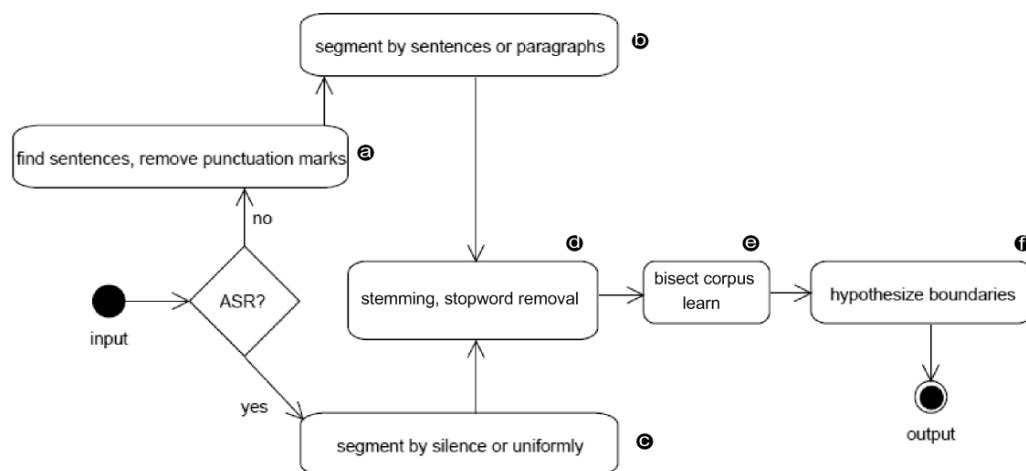 segment by sentences or paragraphs
b
find sentences, remove punctuation marks
a
no
d
e
f
ASR?
stemming, stopword removal
bisect corpus
learn
hypothesize boundaries
input
yes
segment by silence or uniformly
c
output